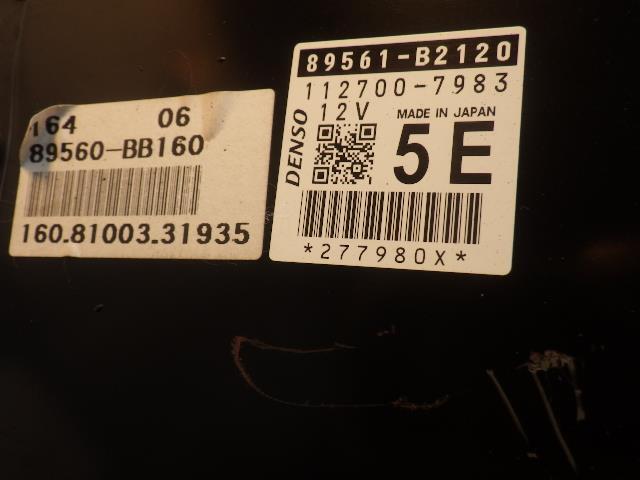 164 06
89560-BB160
160.81003.31935
89561-B2120
112700-7983
12V MADE IN JAPAN
DENSO
5E
*277980X*